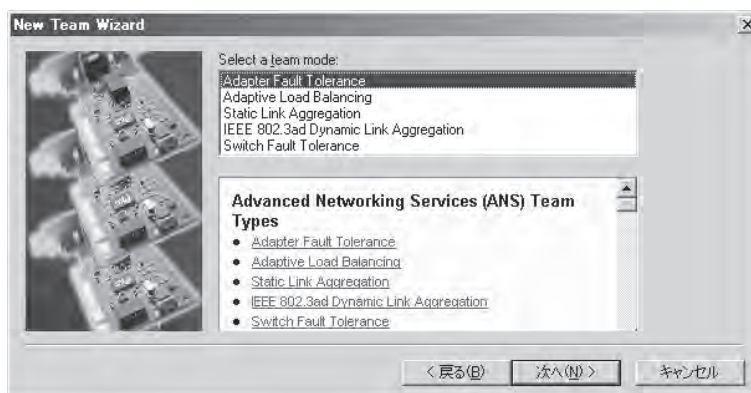 New Team Wizard
Select a team mode:
Adapter Fault Tolerance
Adaptive Load Balancing
Static Link Aggregation
IEEE 802.3ad Dynamic Link Aggregation
Switch Fault Tolerance
Advanced Networking Services (ANS) Team
Types
• Adapter Fault Tolerance
• Adaptive Load Balancing
• Static Link Aggregation
• IEEE 802.3ad Dynamic Link Aggregation
• Switch Fault Tolerance
< 戻る(B) 次へ(N) > キャンセル